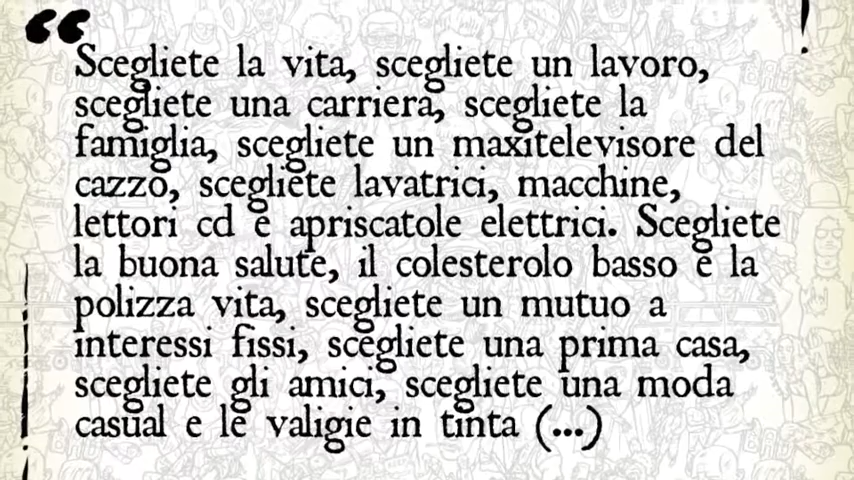 “
Scegliete la vita, scegliete un lavoro,
scegliete una carriera, scegliete la
famiglia, scegliete un maxitelevisore del
cazzo, scegliete lavatrici, macchine,
lettori cd e apriscatole elettrici. Scegliete
la buona salute, il colesterolo basso e la
polizza vita, scegliete un mutuo a
interessi fissi, scegliete una prima casa,
scegliete gli amici, scegliete una moda
casual e le valigie in tinta (...)